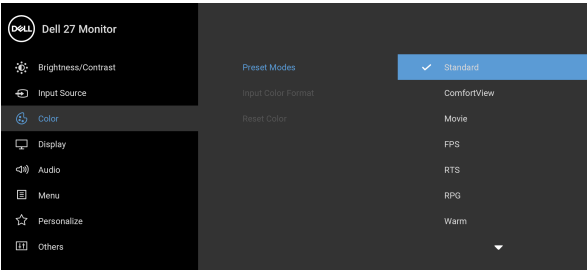 DELL Dell 27 Monitor
Brightness/Contrast Preset Modes Standard
Input Source Input Color Format ComfortView
Color Reset Color Movie
Display FPS
Audio RTS
Menu RPG
Personalize Warm
Others